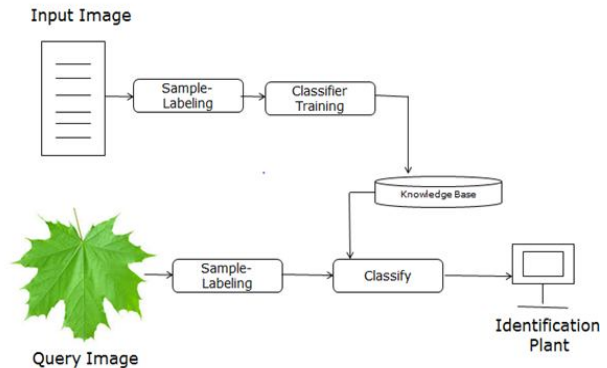 Input Image
Sample-
Labeling
Classifier
Training
Knowledge Base
Sample-
Labeling
Classify
Identification
Plant
Query Image